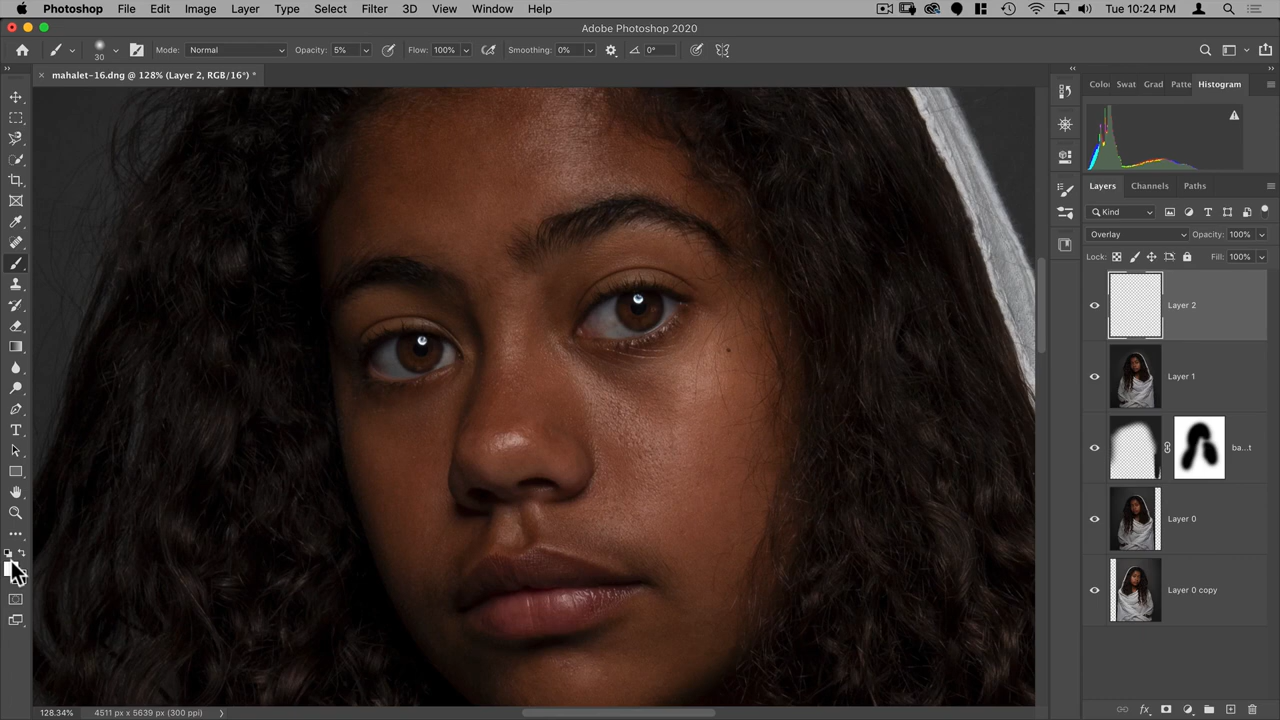 Photoshop File Edit Image Layer Type Select Filter 3D View Window Help Tue 10:24 PM
Adobe Photoshop 2020
30 Mode: Normal Opacity: 5% Flow: 100% Smoothing: 0% 0°
× mahalet-16.dng @ 128% (Layer 2, RGB/16*) *
Colo Swat Grad Patte Histogram
Layers Channels Paths
Kind
Overlay Opacity: 100%
Lock: Fill: 100%
Layer 2
Layer 1
ba...t
Layer 0
Layer 0 copy
T
fx
128.34% 4511 px x 5639 px (300 ppi)